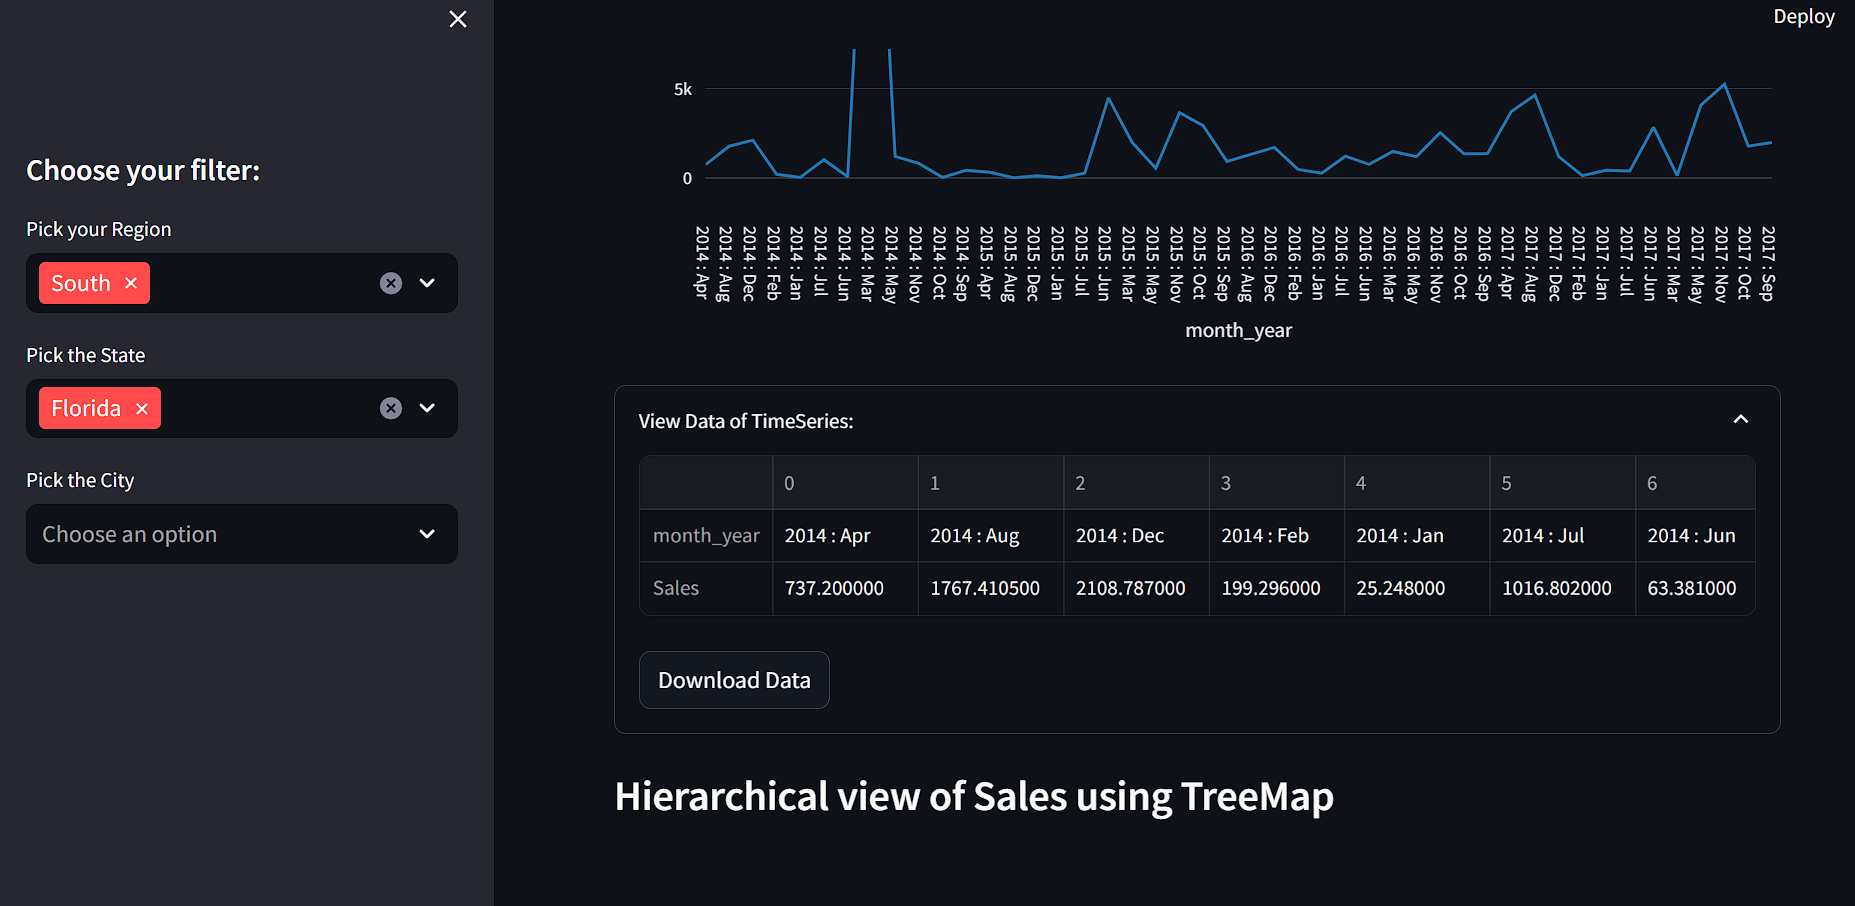 Deploy
Choose your filter:
Pick your Region
South
Pick the State
Florida
Pick the City
Choose an option
5k
0
2014 : Apr
2014 : Aug
2014 : Dec
2014 : Feb
2014 : Jan
2014 : Jul
2014 : Jun
2014 : Mar
2014 : May
2014 : Nov
2014 : Oct
2014 : Sep
2015 : Apr
2015 : Aug
2015 : Dec
2015 : Jan
2015 : Jul
2015 : Jun
2015 : Mar
2015 : May
2015 : Nov
2015 : Oct
2015 : Sep
2016 : Aug
2016 : Dec
2016 : Feb
2016 : Jan
2016 : Jul
2016 : Jun
2016 : Mar
2016 : May
2016 : Nov
2016 : Oct
2016 : Sep
2017 : Apr
2017 : Aug
2017 : Dec
2017 : Feb
2017 : Jan
2017 : Jul
2017 : Jun
2017 : Mar
2017 : May
2017 : Nov
2017 : Oct
2017 : Sep
month_year
View Data of TimeSeries:
0 1 2 3 4 5 6
month_year 2014 : Apr 2014 : Aug 2014 : Dec 2014 : Feb 2014 : Jan 2014 : Jul 2014 : Jun
Sales 737.200000 1767.410500 2108.787000 199.296000 25.248000 1016.802000 63.381000
Download Data
Hierarchical view of Sales using TreeMap